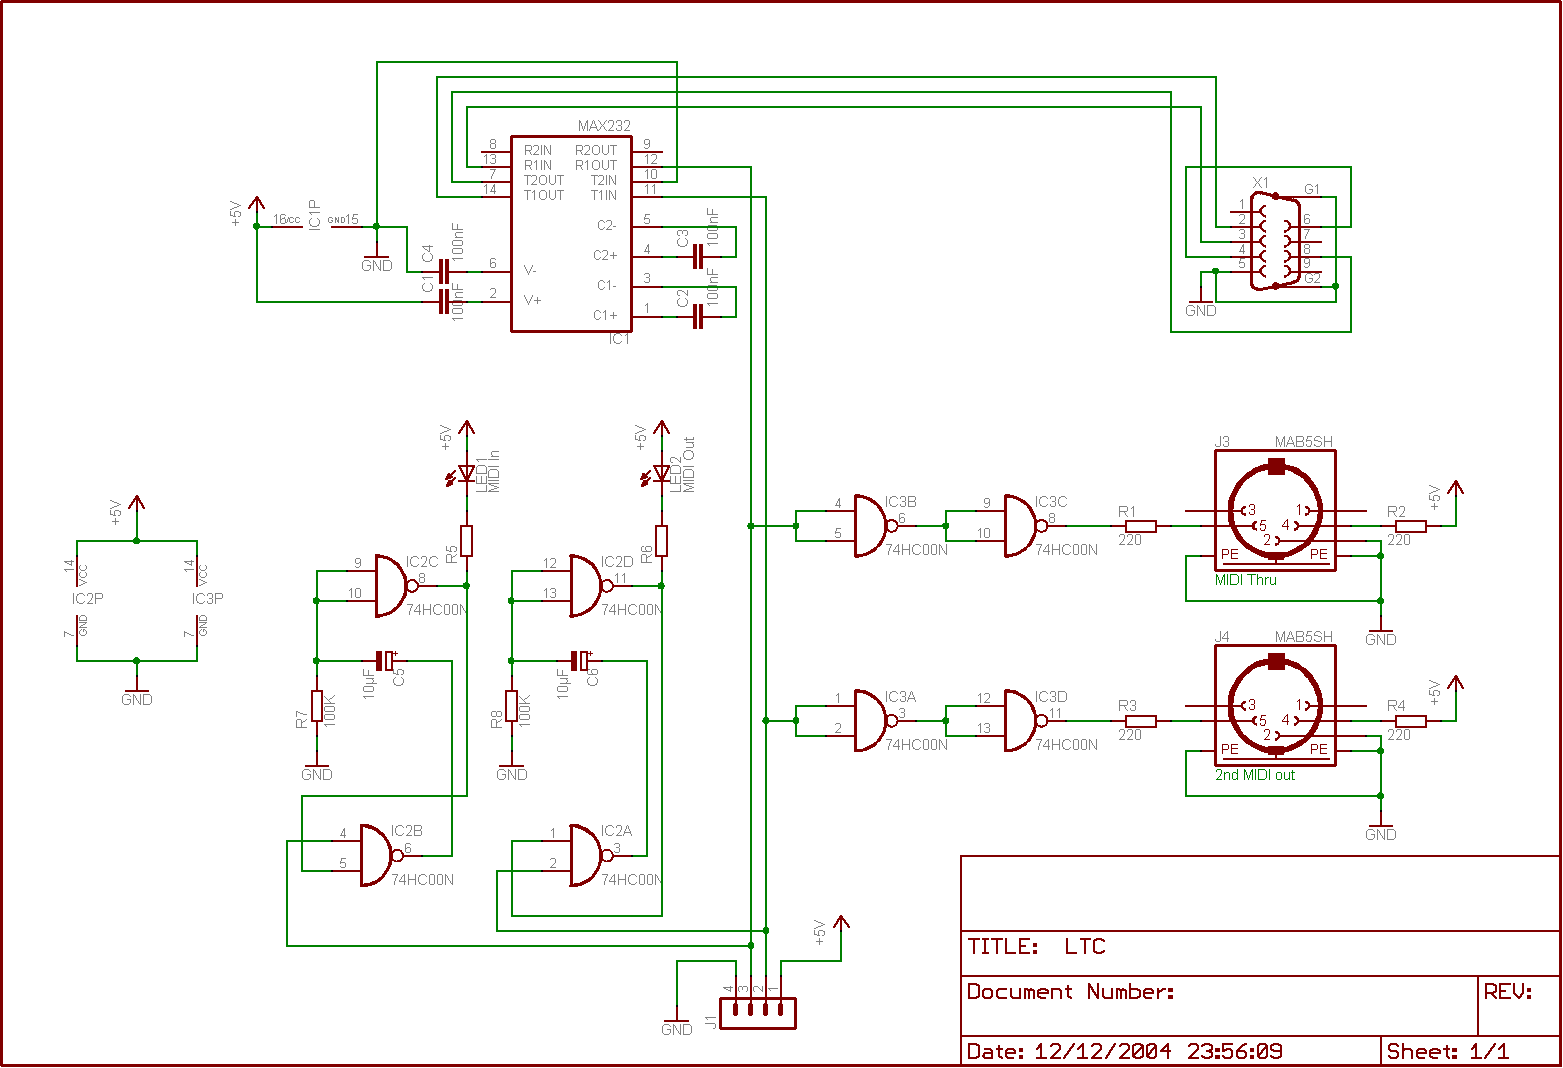 MAX232
8 R2IN R2OUT 9
13 R1IN R1OUT 12
7 T2OUT T2IN 10
14 T1OUT T1IN 11
C2- 5
C2+ 4
6 V- C1- 3
2 V+
C1+ 1
IC1
+5V
16 VCC
IC1P
GND 15
GND
C4
100nF
C1
100nF
C3
100nF
C2
100nF
X1
G1
1
2
3
4
5
6
7
8
9
G2
GND
+5V
14 VCC
14 VCC
IC2P
IC3P
7 GND
7 GND
GND
+5V
LED1
MIDI In
R5
9
10
IC2C
8
74HC00N
10µF
C5
R7
100K
GND
4
5
IC2B
6
74HC00N
+5V
LED2
MIDI Out
R6
12
13
IC2D
11
74HC00N
10µF
C6
R8
100K
GND
1
2
IC2A
3
74HC00N
4
5
IC3B
6
74HC00N
9
10
IC3C
8
74HC00N
R1
220
J3 MAB5SH
3 1
5 4
2
PE PE
MIDI Thru
R2
220
+5V
GND
1
2
IC3A
3
74HC00N
12
13
IC3D
11
74HC00N
R3
220
J4 MAB5SH
3 1
5 4
2
PE PE
2nd MIDI out
R4
220
+5V
GND
+5V
4 3 2 1
J1
GND
TITLE: LTC
Document Number:
REV:
Date: 12/12/2004 23:56:09
Sheet: 1/1